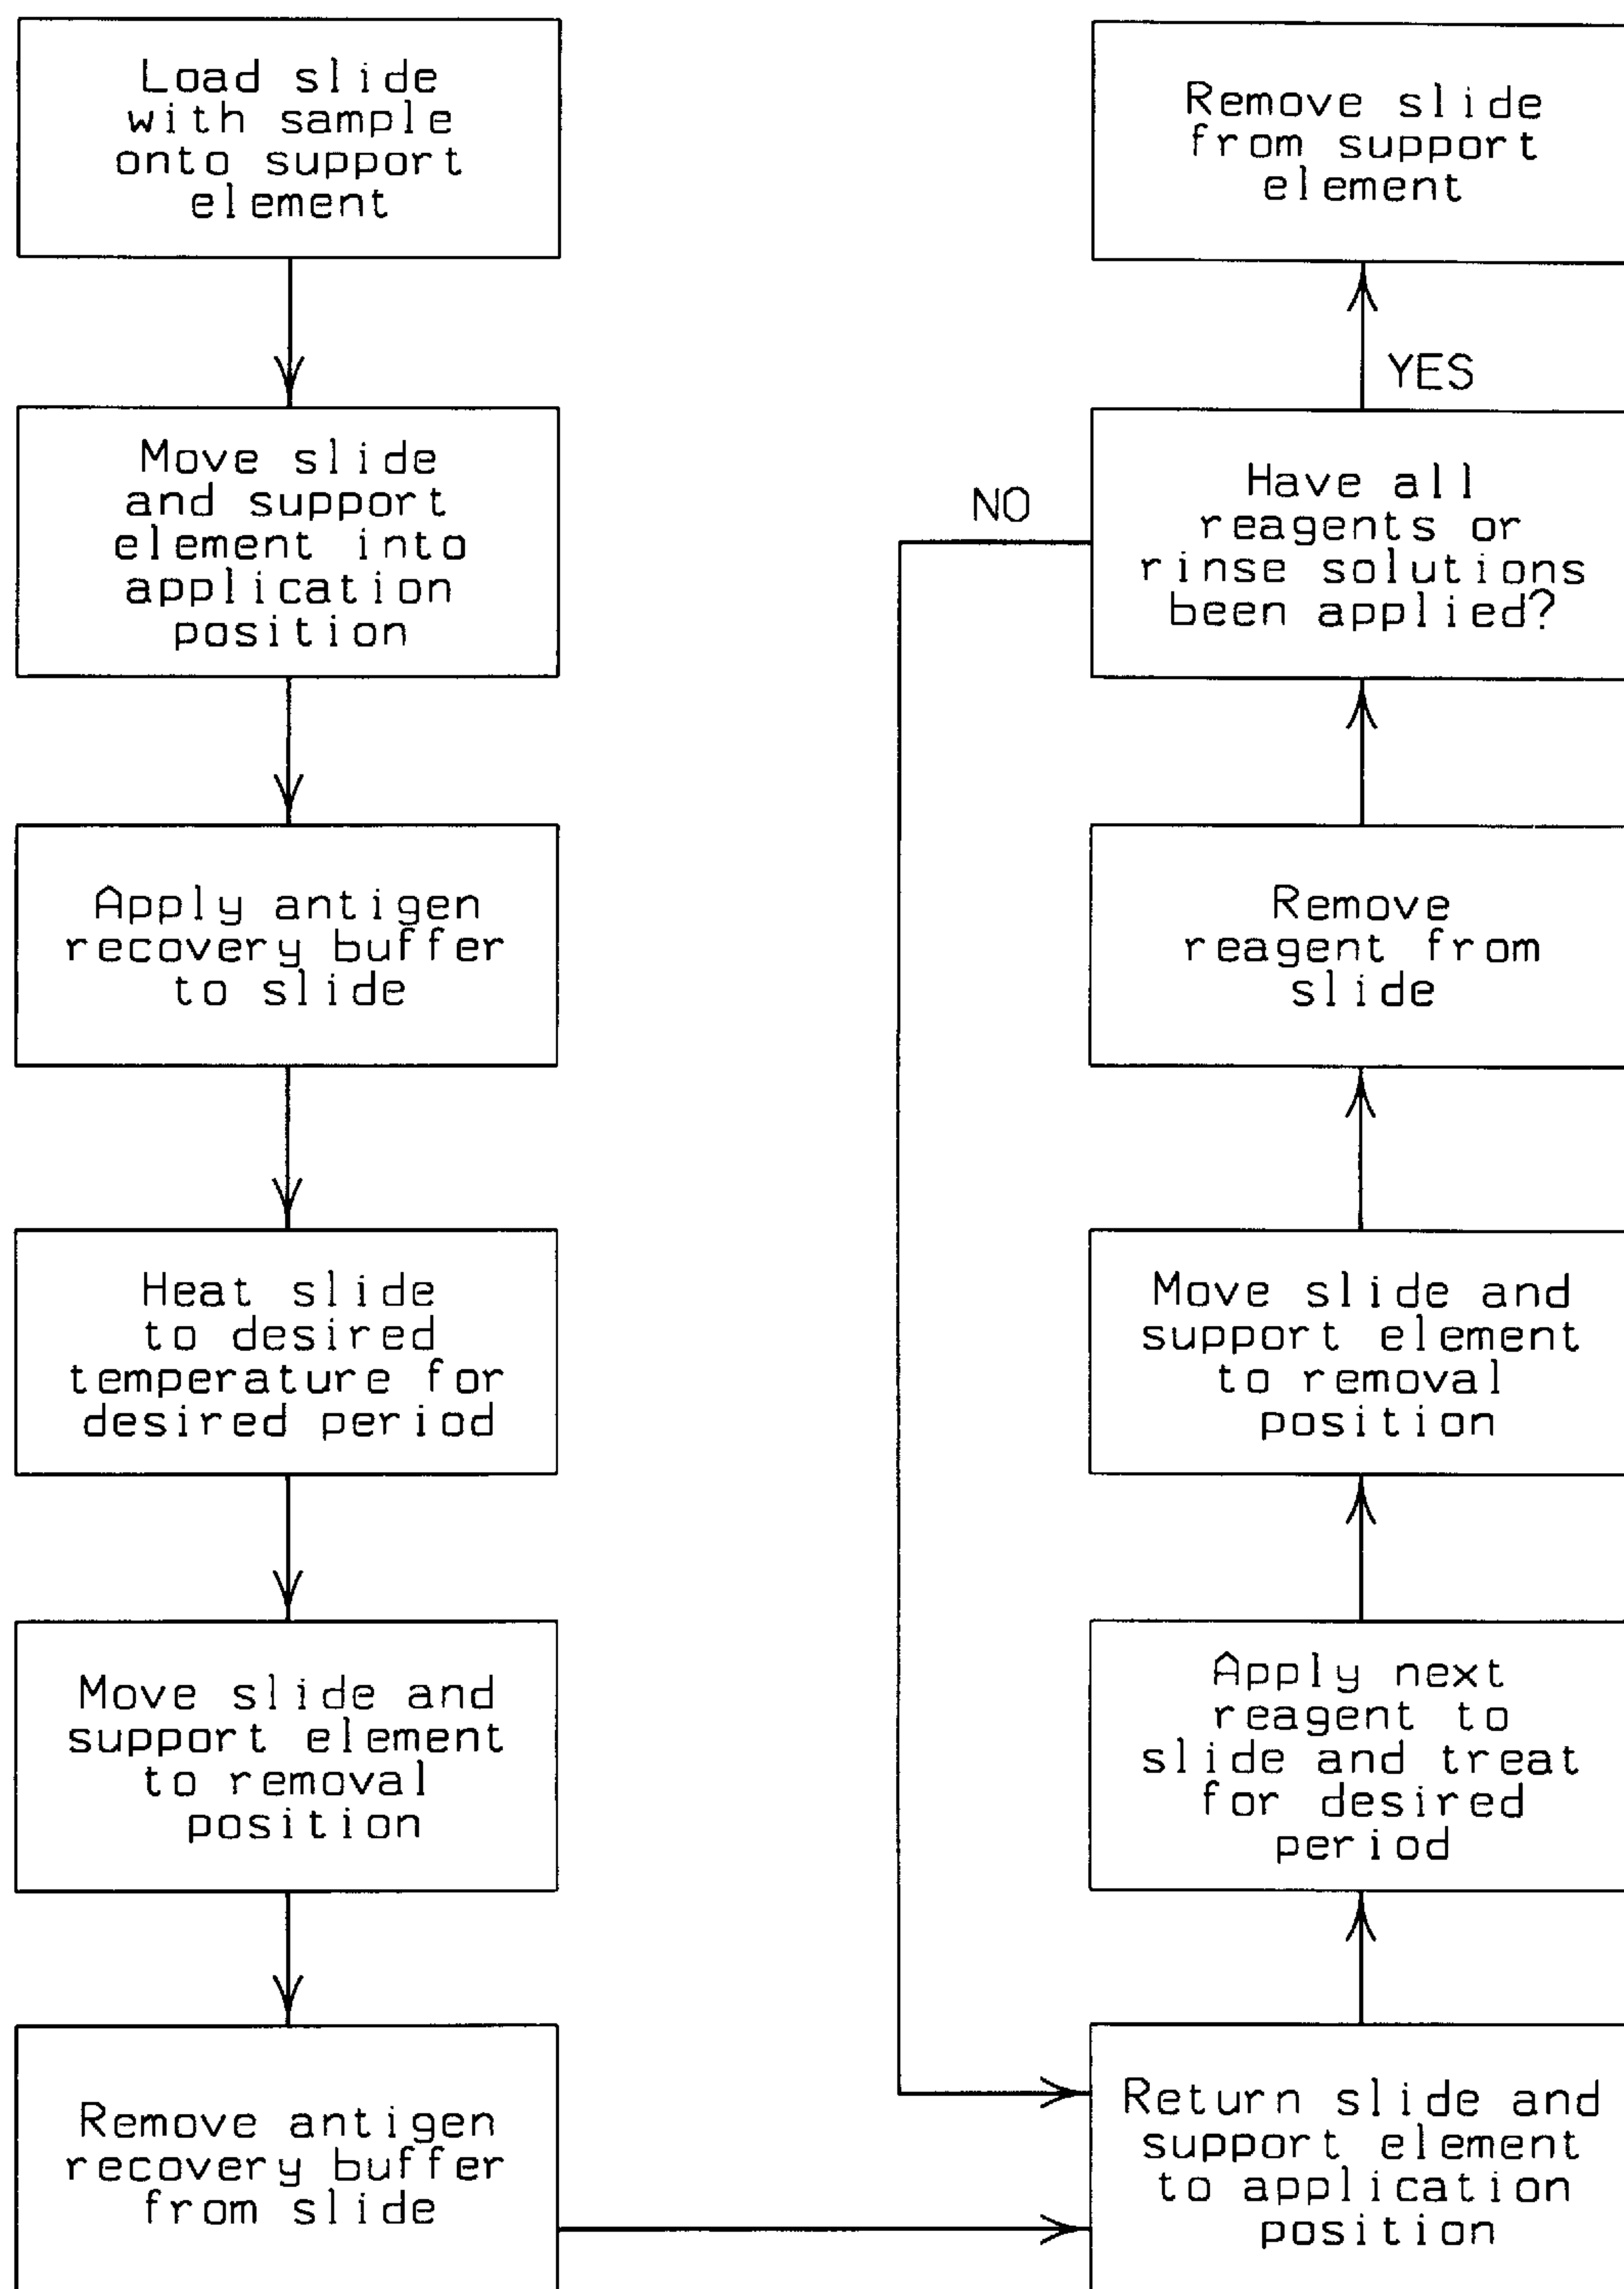 Load slide
with sample
onto support
element
Move slide
and support
element into
application
position
Apply antigen
recovery buffer
to slide
Heat slide
to desired
temperature for
desired period
Move slide and
support element
to removal
position
Remove antigen
recovery buffer
from slide
Return slide and
support element
to application
position
Apply next
reagent to
slide and treat
for desired
period
Move slide and
support element
to removal
position
Remove
reagent from
slide
Have all
reagents or
rinse solutions
been applied?
NO
YES
Remove slide
from support
element